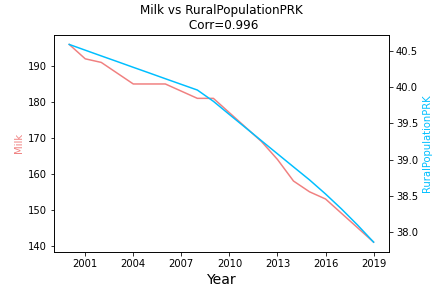 Milk vs RuralPopulationPRK
Corr=0.996
190
180
170
160
150
140
Milk
40.5
40.0
39.5
39.0
38.5
38.0
RuralPopulationPRK
2001 2004 2007 2010 2013 2016 2019
Year